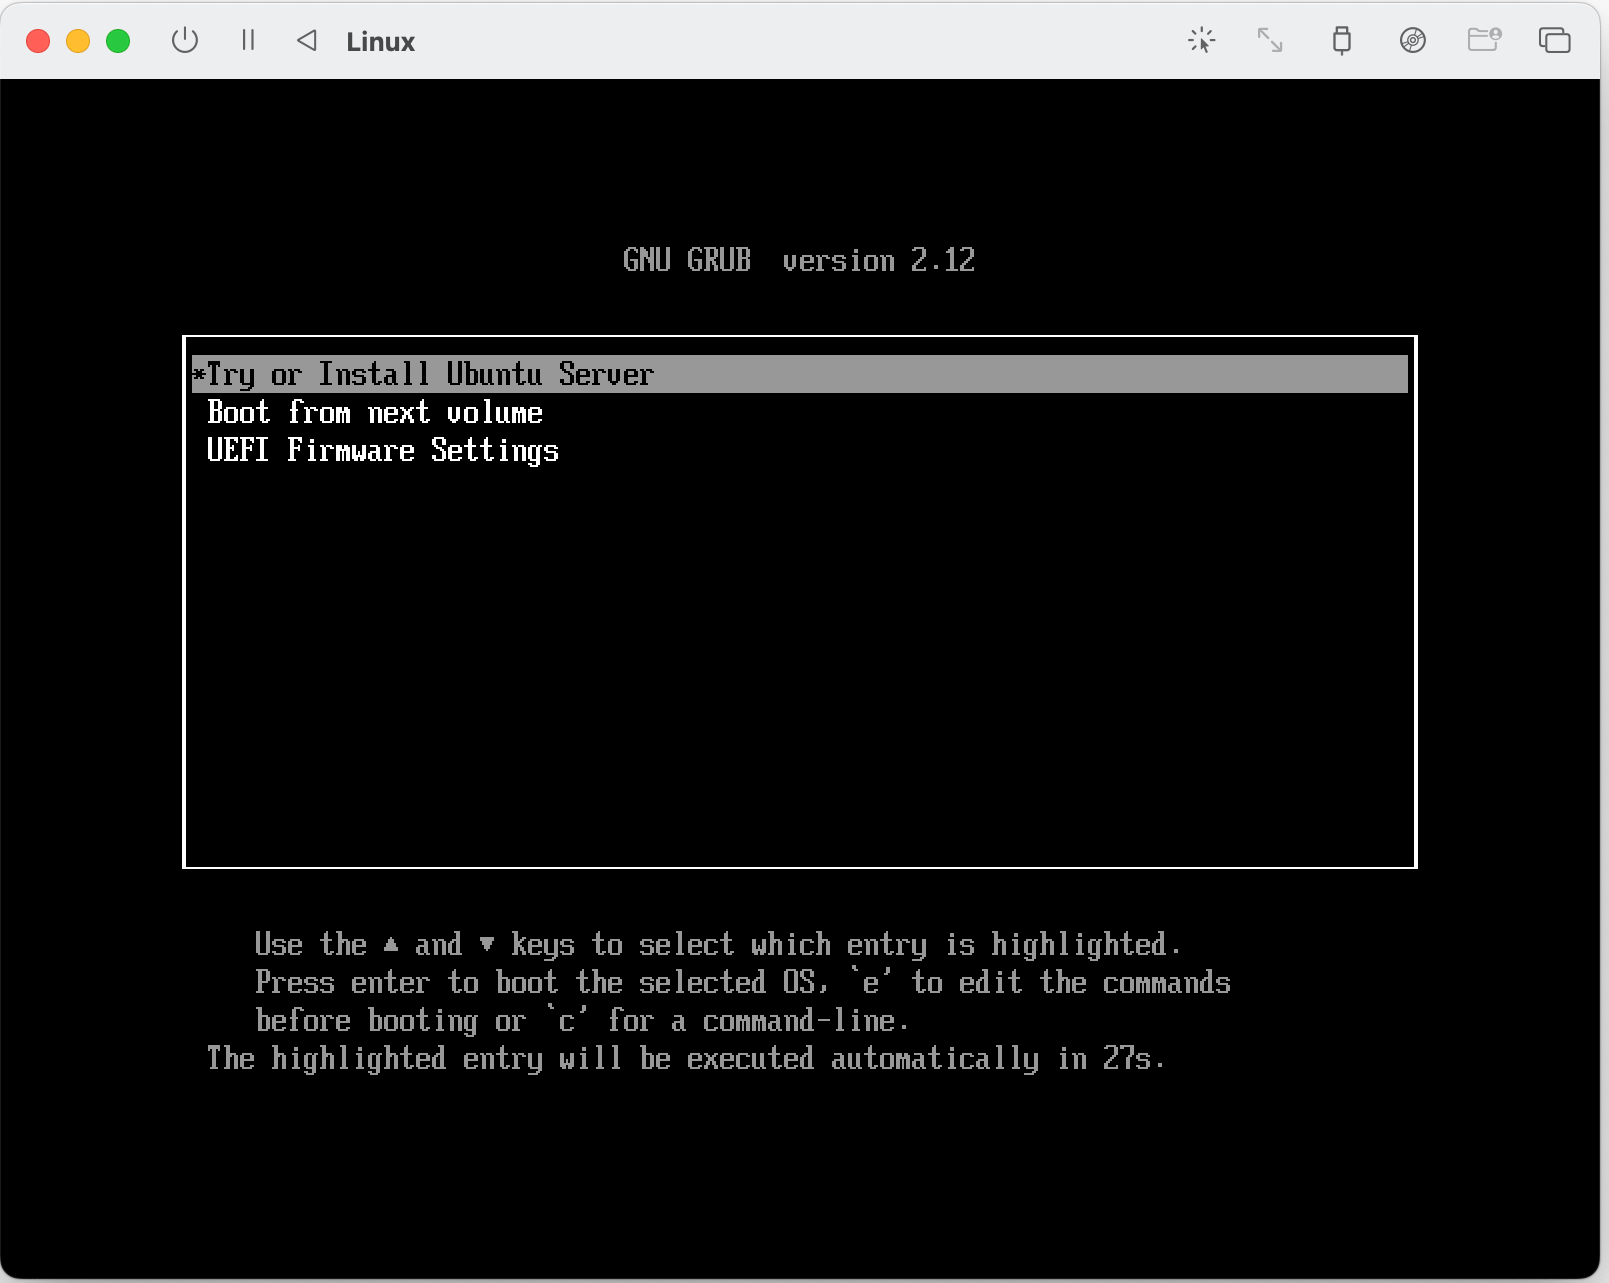 Linux
GNU GRUB  version 2.12
*Try or Install Ubuntu Server
Boot from next volume
UEFI Firmware Settings
Use the ▲ and ▼ keys to select which entry is highlighted.
Press enter to boot the selected OS, `e' to edit the commands
before booting or `c' for a command-line.
The highlighted entry will be executed automatically in 27s.